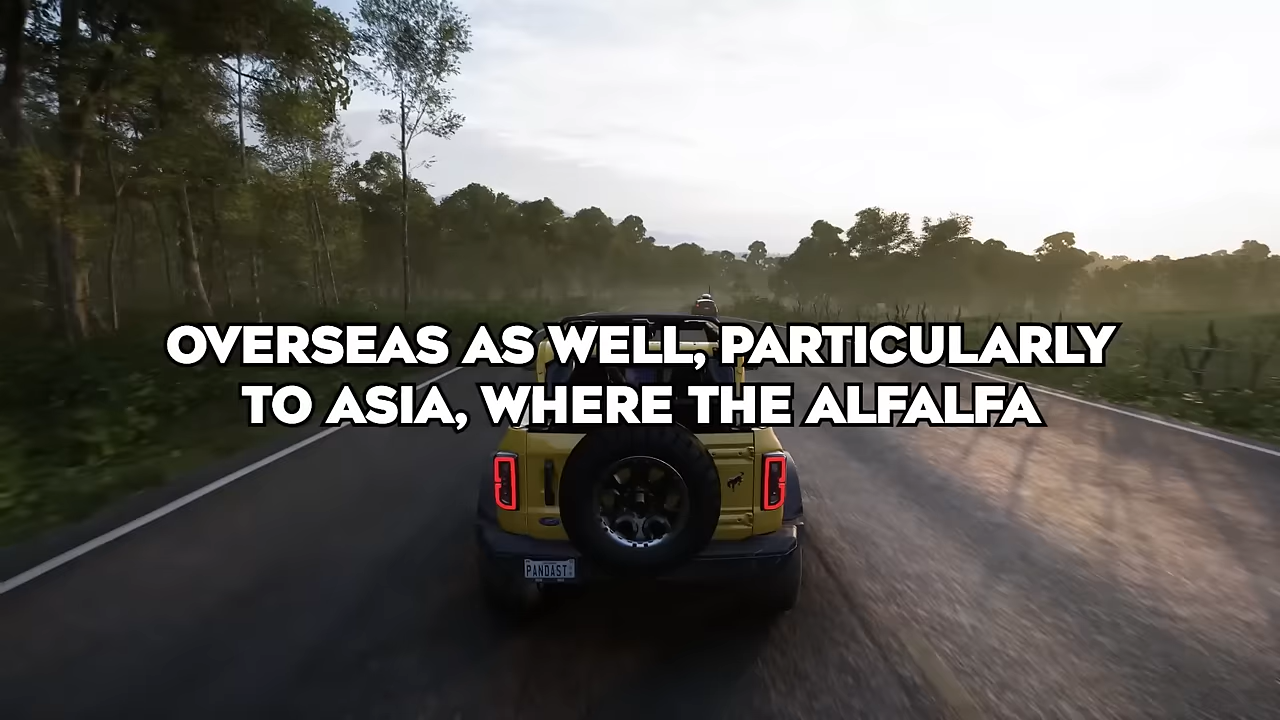 OVERSEAS AS WELL, PARTICULARLY
TO ASIA, WHERE THE ALFALFA
PANDAST